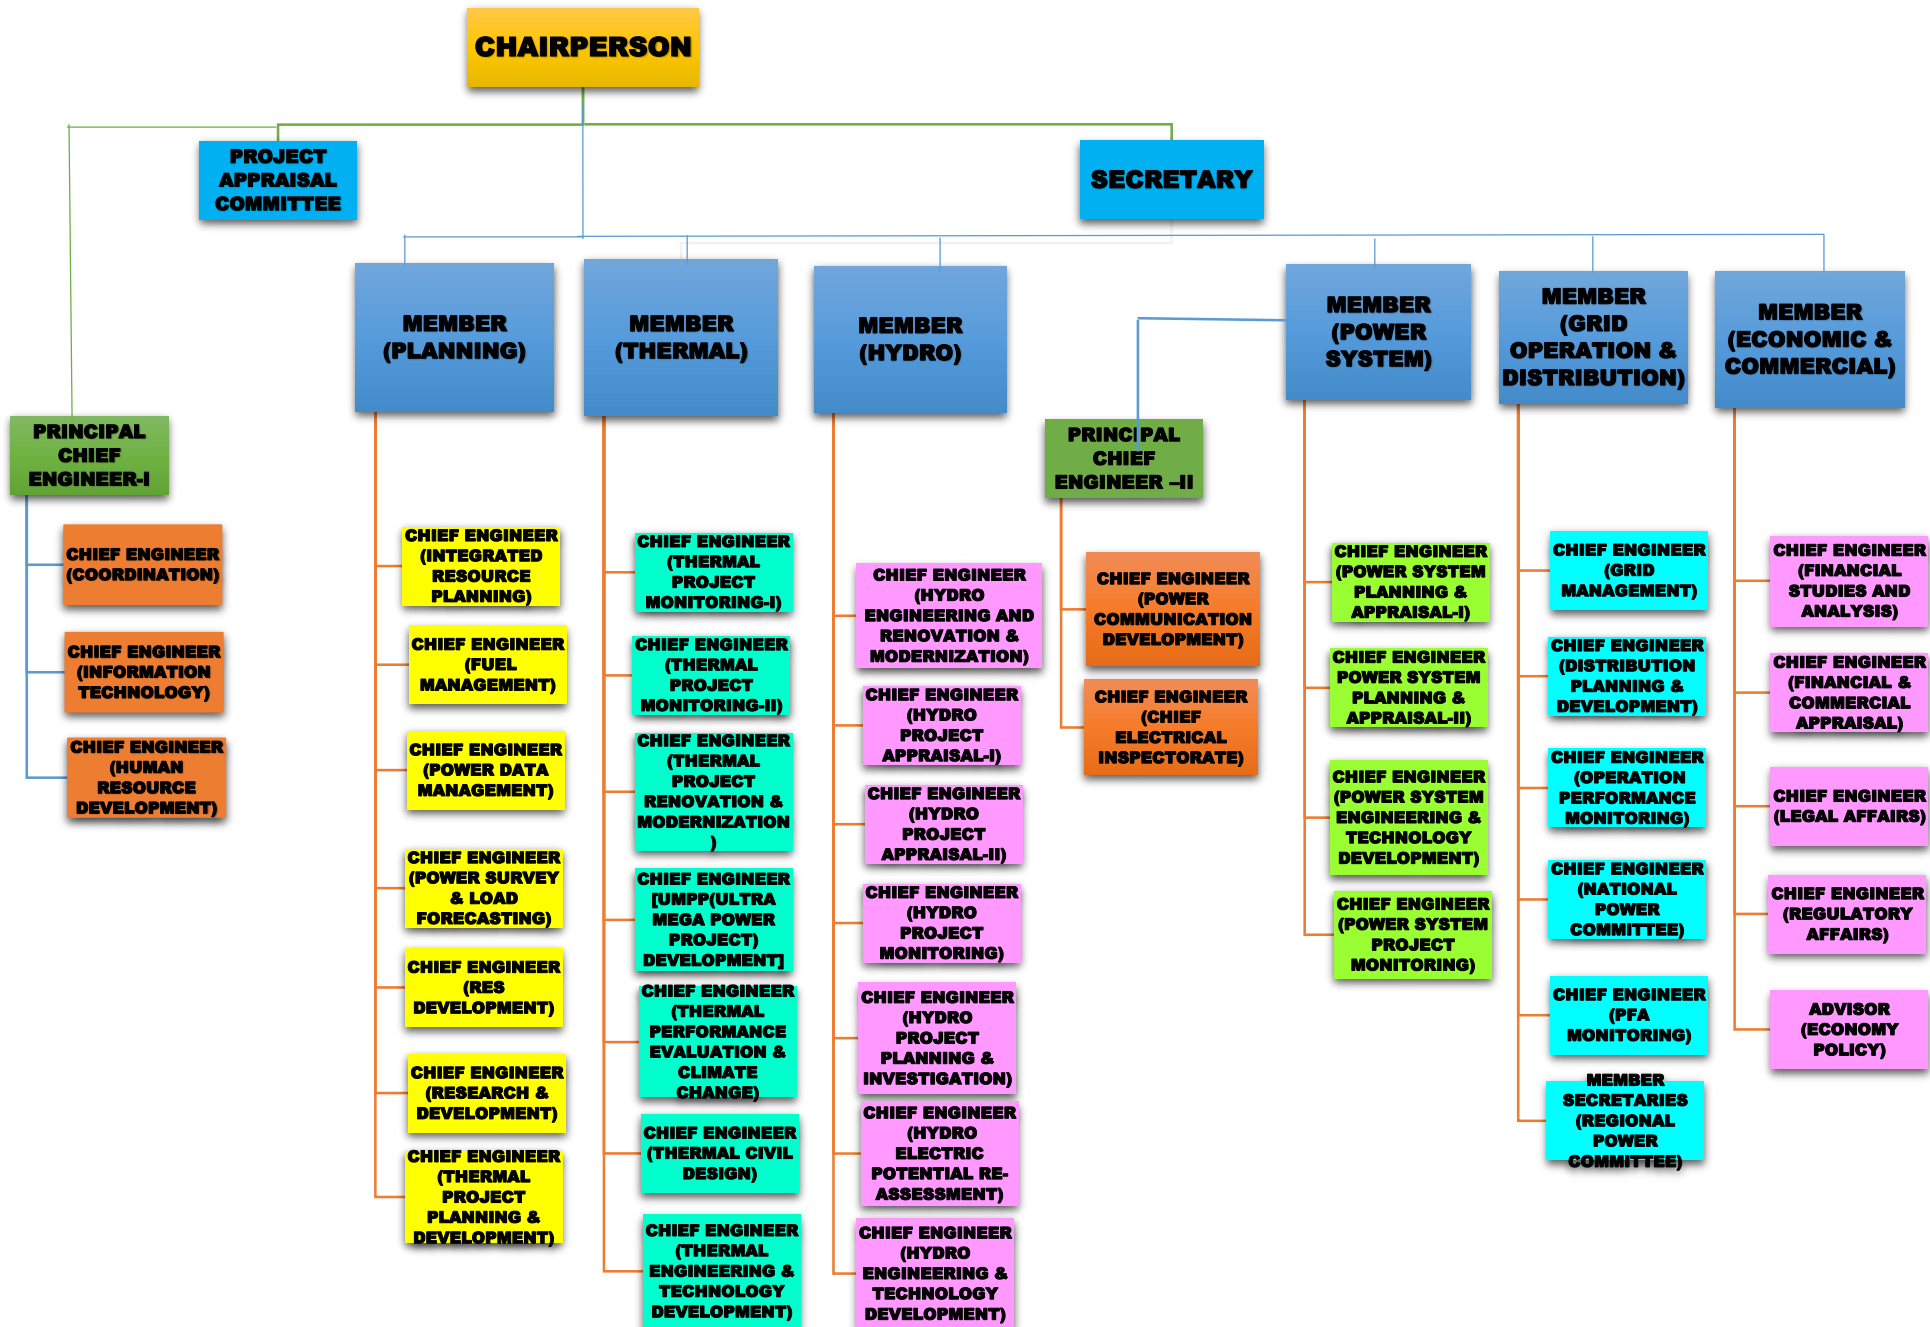 CHAIRPERSON
PROJECT
APPRAISAL
COMMITTEE
SECRETARY
MEMBER
(PLANNING)
MEMBER
(THERMAL)
MEMBER
(HYDRO)
MEMBER
(POWER
SYSTEM)
MEMBER
(GRID
OPERATION &
DISTRIBUTION)
MEMBER
(ECONOMIC &
COMMERCIAL)
PRINCIPAL
CHIEF
ENGINEER-I
CHIEF ENGINEER
(COORDINATION)
CHIEF ENGINEER
(INFORMATION
TECHNOLOGY)
CHIEF ENGINEER
(HUMAN
RESOURCE
DEVELOPMENT)
CHIEF ENGINEER
(INTEGRATED
RESOURCE
PLANNING)
CHIEF ENGINEER
(FUEL
MANAGEMENT)
CHIEF ENGINEER
(POWER DATA
MANAGEMENT)
CHIEF ENGINEER
(POWER SURVEY
& LOAD
FORECASTING)
CHIEF ENGINEER
(RES
DEVELOPMENT)
CHIEF ENGINEER
(RESEARCH &
DEVELOPMENT)
CHIEF ENGINEER
(THERMAL
PROJECT
PLANNING &
DEVELOPMENT)
CHIEF ENGINEER
(THERMAL
PROJECT
MONITORING-I)
CHIEF ENGINEER
(THERMAL
PROJECT
MONITORING-II)
CHIEF ENGINEER
(THERMAL
PROJECT
RENOVATION &
MODERNIZATION
)
CHIEF ENGINEER
[UMPP(ULTRA
MEGA POWER
PROJECT)
DEVELOPMENT]
CHIEF ENGINEER
(THERMAL
PERFORMANCE
EVALUATION &
CLIMATE
CHANGE)
CHIEF ENGINEER
(THERMAL CIVIL
DESIGN)
CHIEF ENGINEER
(THERMAL
ENGINEERING &
TECHNOLOGY
DEVELOPMENT)
CHIEF ENGINEER
(HYDRO
ENGINEERING AND
RENOVATION &
MODERNIZATION)
CHIEF ENGINEER
(HYDRO
PROJECT
APPRAISAL-I)
CHIEF ENGINEER
(HYDRO
PROJECT
APPRAISAL-II)
CHIEF ENGINEER
(HYDRO
PROJECT
MONITORING)
CHIEF ENGINEER
(HYDRO
PROJECT
PLANNING &
INVESTIGATION)
CHIEF ENGINEER
(HYDRO
ELECTRIC
POTENTIAL RE-
ASSESSMENT)
CHIEF ENGINEER
(HYDRO
ENGINEERING &
TECHNOLOGY
DEVELOPMENT)
PRINCIPAL
CHIEF
ENGINEER –II
CHIEF ENGINEER
(POWER
COMMUNICATION
DEVELOPMENT)
CHIEF ENGINEER
(CHIEF
ELECTRICAL
INSPECTORATE)
CHIEF ENGINEER
(POWER SYSTEM
PLANNING &
APPRAISAL-I)
CHIEF ENGINEER
POWER SYSTEM
PLANNING &
APPRAISAL-II)
CHIEF ENGINEER
(POWER SYSTEM
ENGINEERING &
TECHNOLOGY
DEVELOPMENT)
CHIEF ENGINEER
(POWER SYSTEM
PROJECT
MONITORING)
CHIEF ENGINEER
(GRID
MANAGEMENT)
CHIEF ENGINEER
(DISTRIBUTION
PLANNING &
DEVELOPMENT)
CHIEF ENGINEER
(OPERATION
PERFORMANCE
MONITORING)
CHIEF ENGINEER
(NATIONAL
POWER
COMMITTEE)
CHIEF ENGINEER
(PFA
MONITORING)
MEMBER
SECRETARIES
(REGIONAL
POWER
COMMITTEE)
CHIEF ENGINEER
(FINANCIAL
STUDIES AND
ANALYSIS)
CHIEF ENGINEER
(FINANCIAL &
COMMERCIAL
APPRAISAL)
CHIEF ENGINEER
(LEGAL AFFAIRS)
CHIEF ENGINEER
(REGULATORY
AFFAIRS)
ADVISOR
(ECONOMY
POLICY)